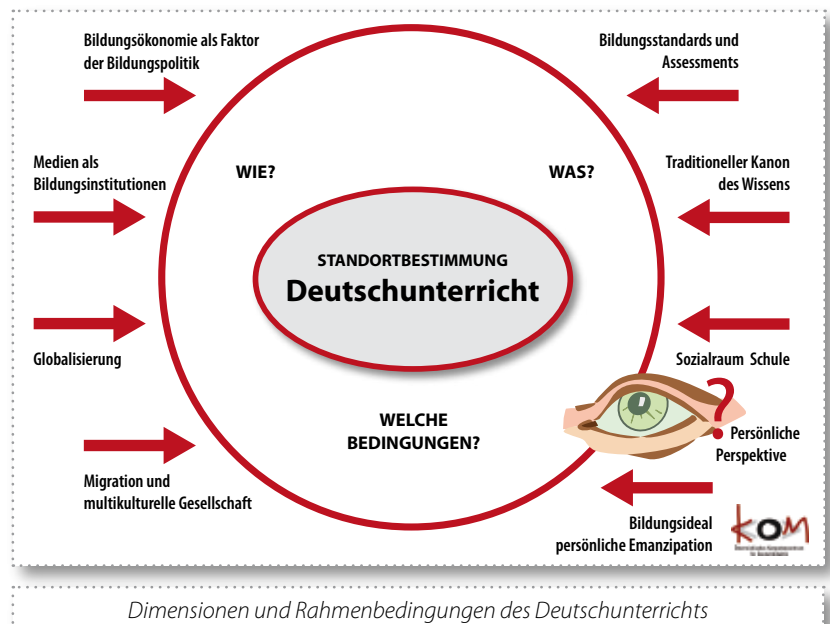 Bildungsökonomie als Faktor
der Bildungspolitik
Bildungsstandards und
Assessments
Medien als
Bildungsinstitutionen
WIE?
WAS?
Traditioneller Kanon
des Wissens
STANDORTBESTIMMUNG
Deutschunterricht
Globalisierung
Sozialraum Schule
WELCHE
BEDINGUNGEN?
?
Persönliche
Perspektive
Migration und
multikulturelle Gesellschaft
Bildungsideal
persönliche Emanzipation
kOM
Dimensionen und Rahmenbedingungen des Deutschunterrichts